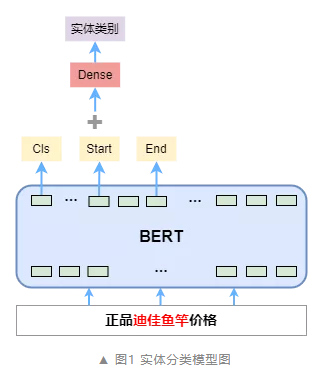 实体类别
Dense
Cls
Start
End
...
...
BERT
...
正品迪佳鱼竿价格
▲ 图1 实体分类模型图